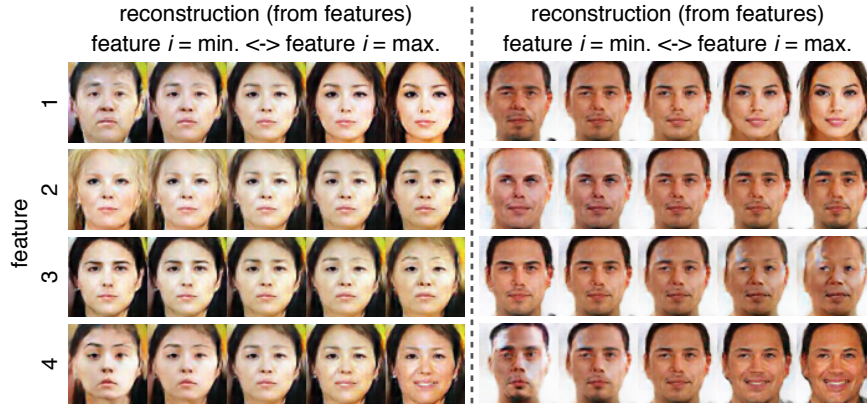 reconstruction (from features)
feature i = min. <-> feature i = max.
reconstruction (from features)
feature i = min. <-> feature i = max.
feature
1
2
3
4